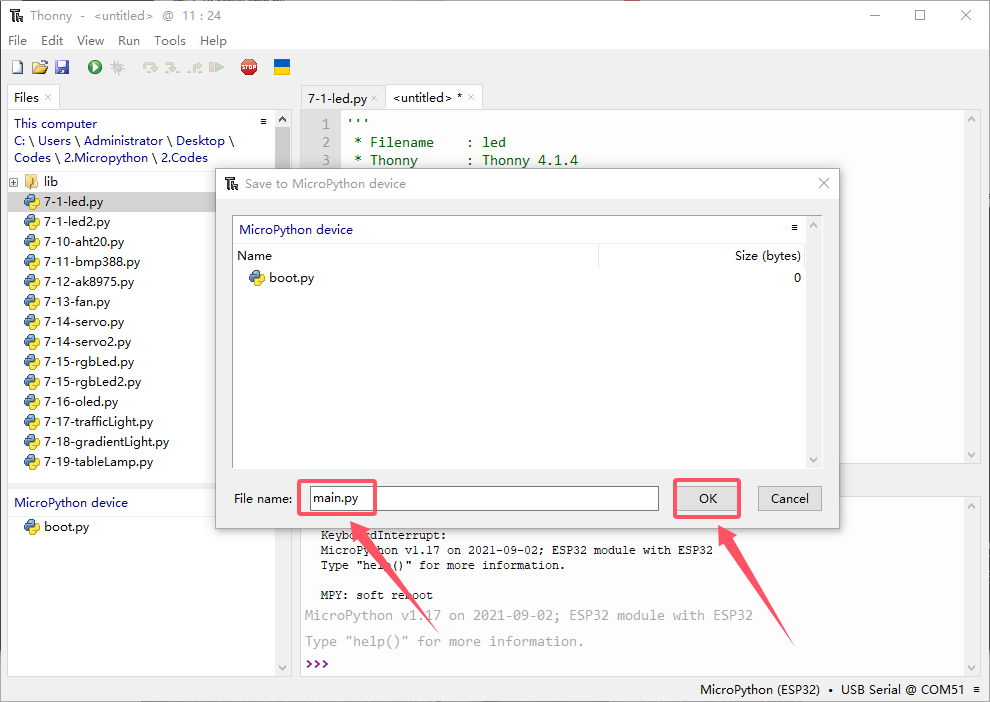 Thonny - <untitled> @ 11 : 24
File Edit View Run Tools Help
STOP
Files
7-1-led.py
<untitled> *
This computer
C: \ Users \ Administrator \ Desktop \
Codes \ 2.Micropython \ 2.Codes
lib
7-1-led.py
7-1-led2.py
7-10-aht20.py
7-11-bmp388.py
7-12-ak8975.py
7-13-fan.py
7-14-servo.py
7-14-servo2.py
7-15-rgbLed.py
7-15-rgbLed2.py
7-16-oled.py
7-17-trafficLight.py
7-18-gradientLight.py
7-19-tableLamp.py
MicroPython device
boot.py
1 '''
2 * Filename : led
3 * Thonny : Thonny 4.1.4
Save to MicroPython device
MicroPython device
Name Size (bytes)
boot.py 0
File name: main.py OK Cancel
KeyboardInterrupt:
MicroPython v1.17 on 2021-09-02; ESP32 module with ESP32
Type "help()" for more information.
MPY: soft reboot
MicroPython v1.17 on 2021-09-02; ESP32 module with ESP32
Type "help()" for more information.
>>>
MicroPython (ESP32) • USB Serial @ COM51